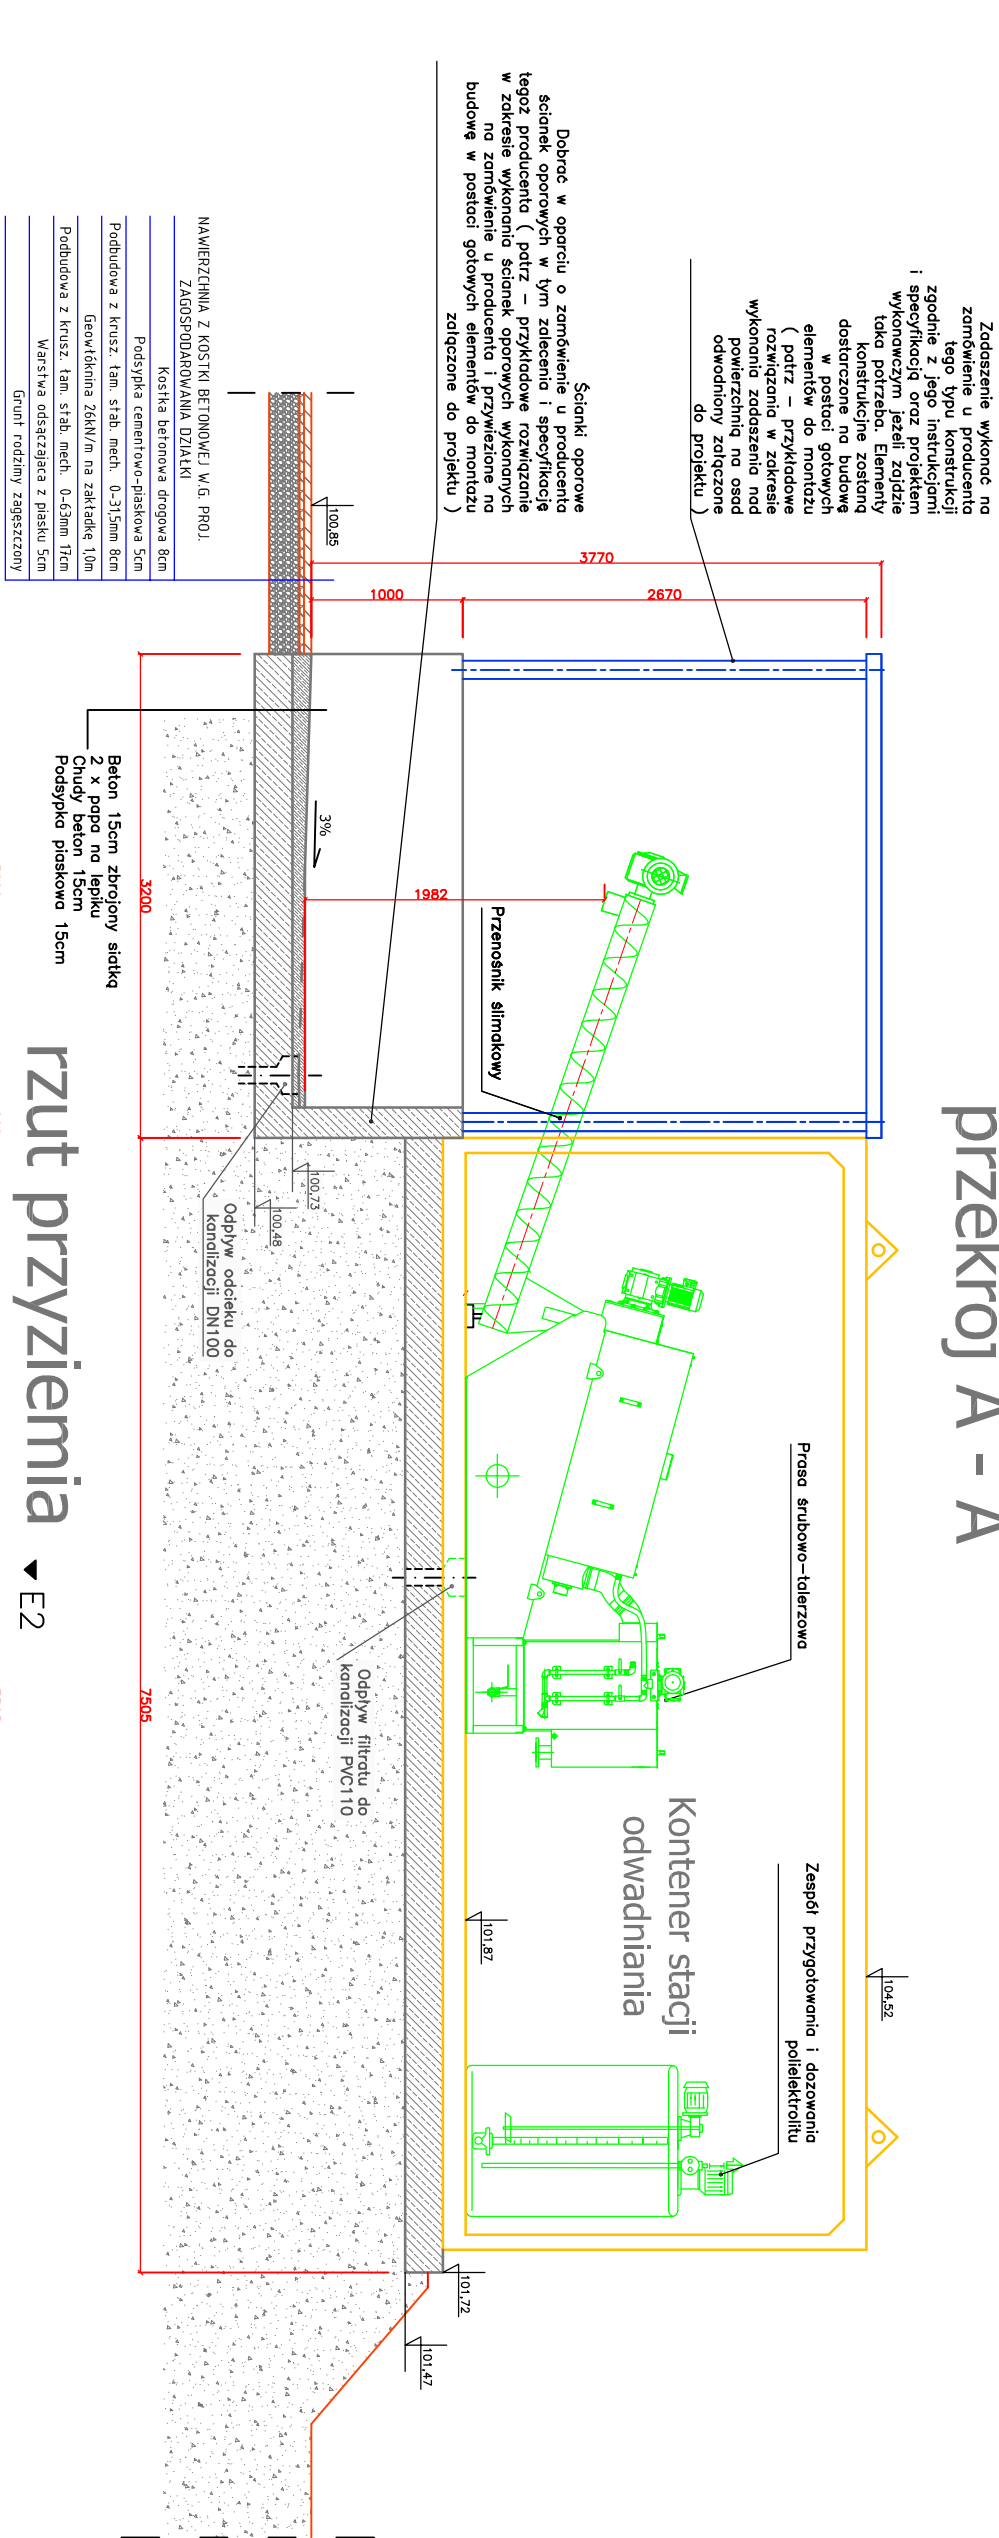 przekroj A - A
Zadaszenie wykonać na
zamówienie u producenta
tego typu konstrukcji
zgodnie z jego instrukcjami
i specyfikacją oraz projektem
wykonawczym jeżeli zajdzie
taka potrzeba. Elementy
konstrukcyjne zostaną
dostarczone na budowę
w postaci gotowych
elementów do montażu
( patrz – przykładowe
rozwiązania w zakresie
wykonania zadaszenia nad
powierzchnią na osad
odwodniony załączone
do projektu )
Ścianki oporowe
Dobrać w oparciu o zamówienie u producenta
ścianek oporowych w tym zalecenia i specyfikację
tegoż producenta ( patrz – przykładowe rozwiązanie
w zakresie wykonania ścianek oporowych wykonanych
na zamówienie u producenta i przywiezione na
budowę w postaci gotowych elementów do montażu
załączone do projektu )
NAWIERZCHNIA Z KOSTKI BETONOWEJ W.G. PROJ.
ZAGOSPODAROWANIA DZIAŁKI
Kostka betonowa drogowa 8cm
Podsypka cementowo-piaskowa 5cm
Podbudowa z krusz. łam. stab. mech. 0-31,5mm 8cm
Geowłóknina 26kN/m na zakładkę 1,0m
Podbudowa z krusz. łam. stab. mech. 0-63mm 17cm
Warstwa odsączajaca z piasku 5cm
Grunt rodzimy zagęszczony
100,85
3770
1000
2670
3%
1982
Przenośnik ślimakowy
Beton 15cm zbrojony siatką
2 x papa na lepiku
Chudy beton 15cm
Podsypka piaskowa 15cm
3200
100,73
100,48
Odpływ odcieku do
kanalizacji DN100
Prasa śrubowo–talerzowa
Odpływ filtratu do
kanalizacji PVC110
7505
Kontener stacji
odwadniania
101,87
104,52
Zespół przygotowania i dozowania
polielektrolitu
101,72
101,47
rzut przyziemia
E2